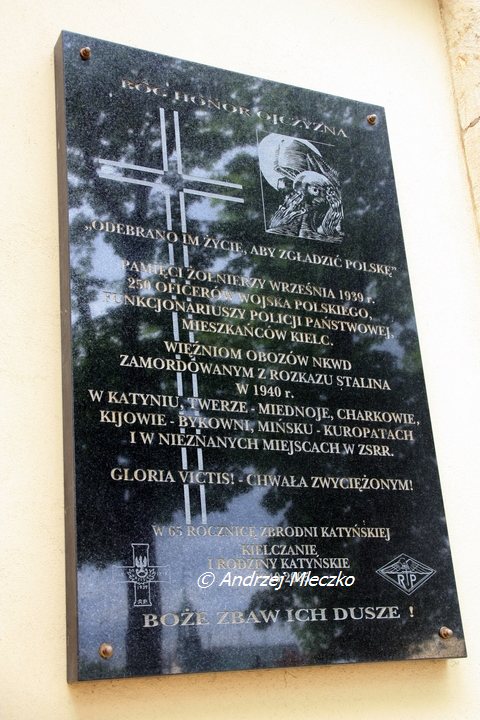 BÓG HONOR OJCZYZNA
„ODEBRANO IM ŻYCIE, ABY ZGŁADZIĆ POLSKĘ”
PAMIĘCI ŻOŁNIERZY WRZEŚNIA 1939 r.
250 OFICERÓW WOJSKA POLSKIEGO,
FUNKCJONARIUSZY POLICJI PAŃSTWOWEJ,
MIESZKAŃCÓW KIELC.
WIĘŹNIOM OBOZÓW NKWD
ZAMORDOWANYM Z ROZKAZU STALINA
W 1940 r.
W KATYNIU, TWERZE - MIEDNOJE, CHARKOWIE,
KIJOWIE - BYKOWNI, MIŃSKU - KUROPATACH
I W NIEZNANYCH MIEJSCACH W ZSRR.
GLORIA VICTIS! - CHWAŁA ZWYCIĘŻONYM!
W 65 ROCZNICĘ ZBRODNI KATYŃSKIEJ
KIELCZANIE
I RODZINY KATYŃSKIE
© Andrzej Mleczko
1939
R.P.
RTP
BOŻE ZBAW ICH DUSZE !